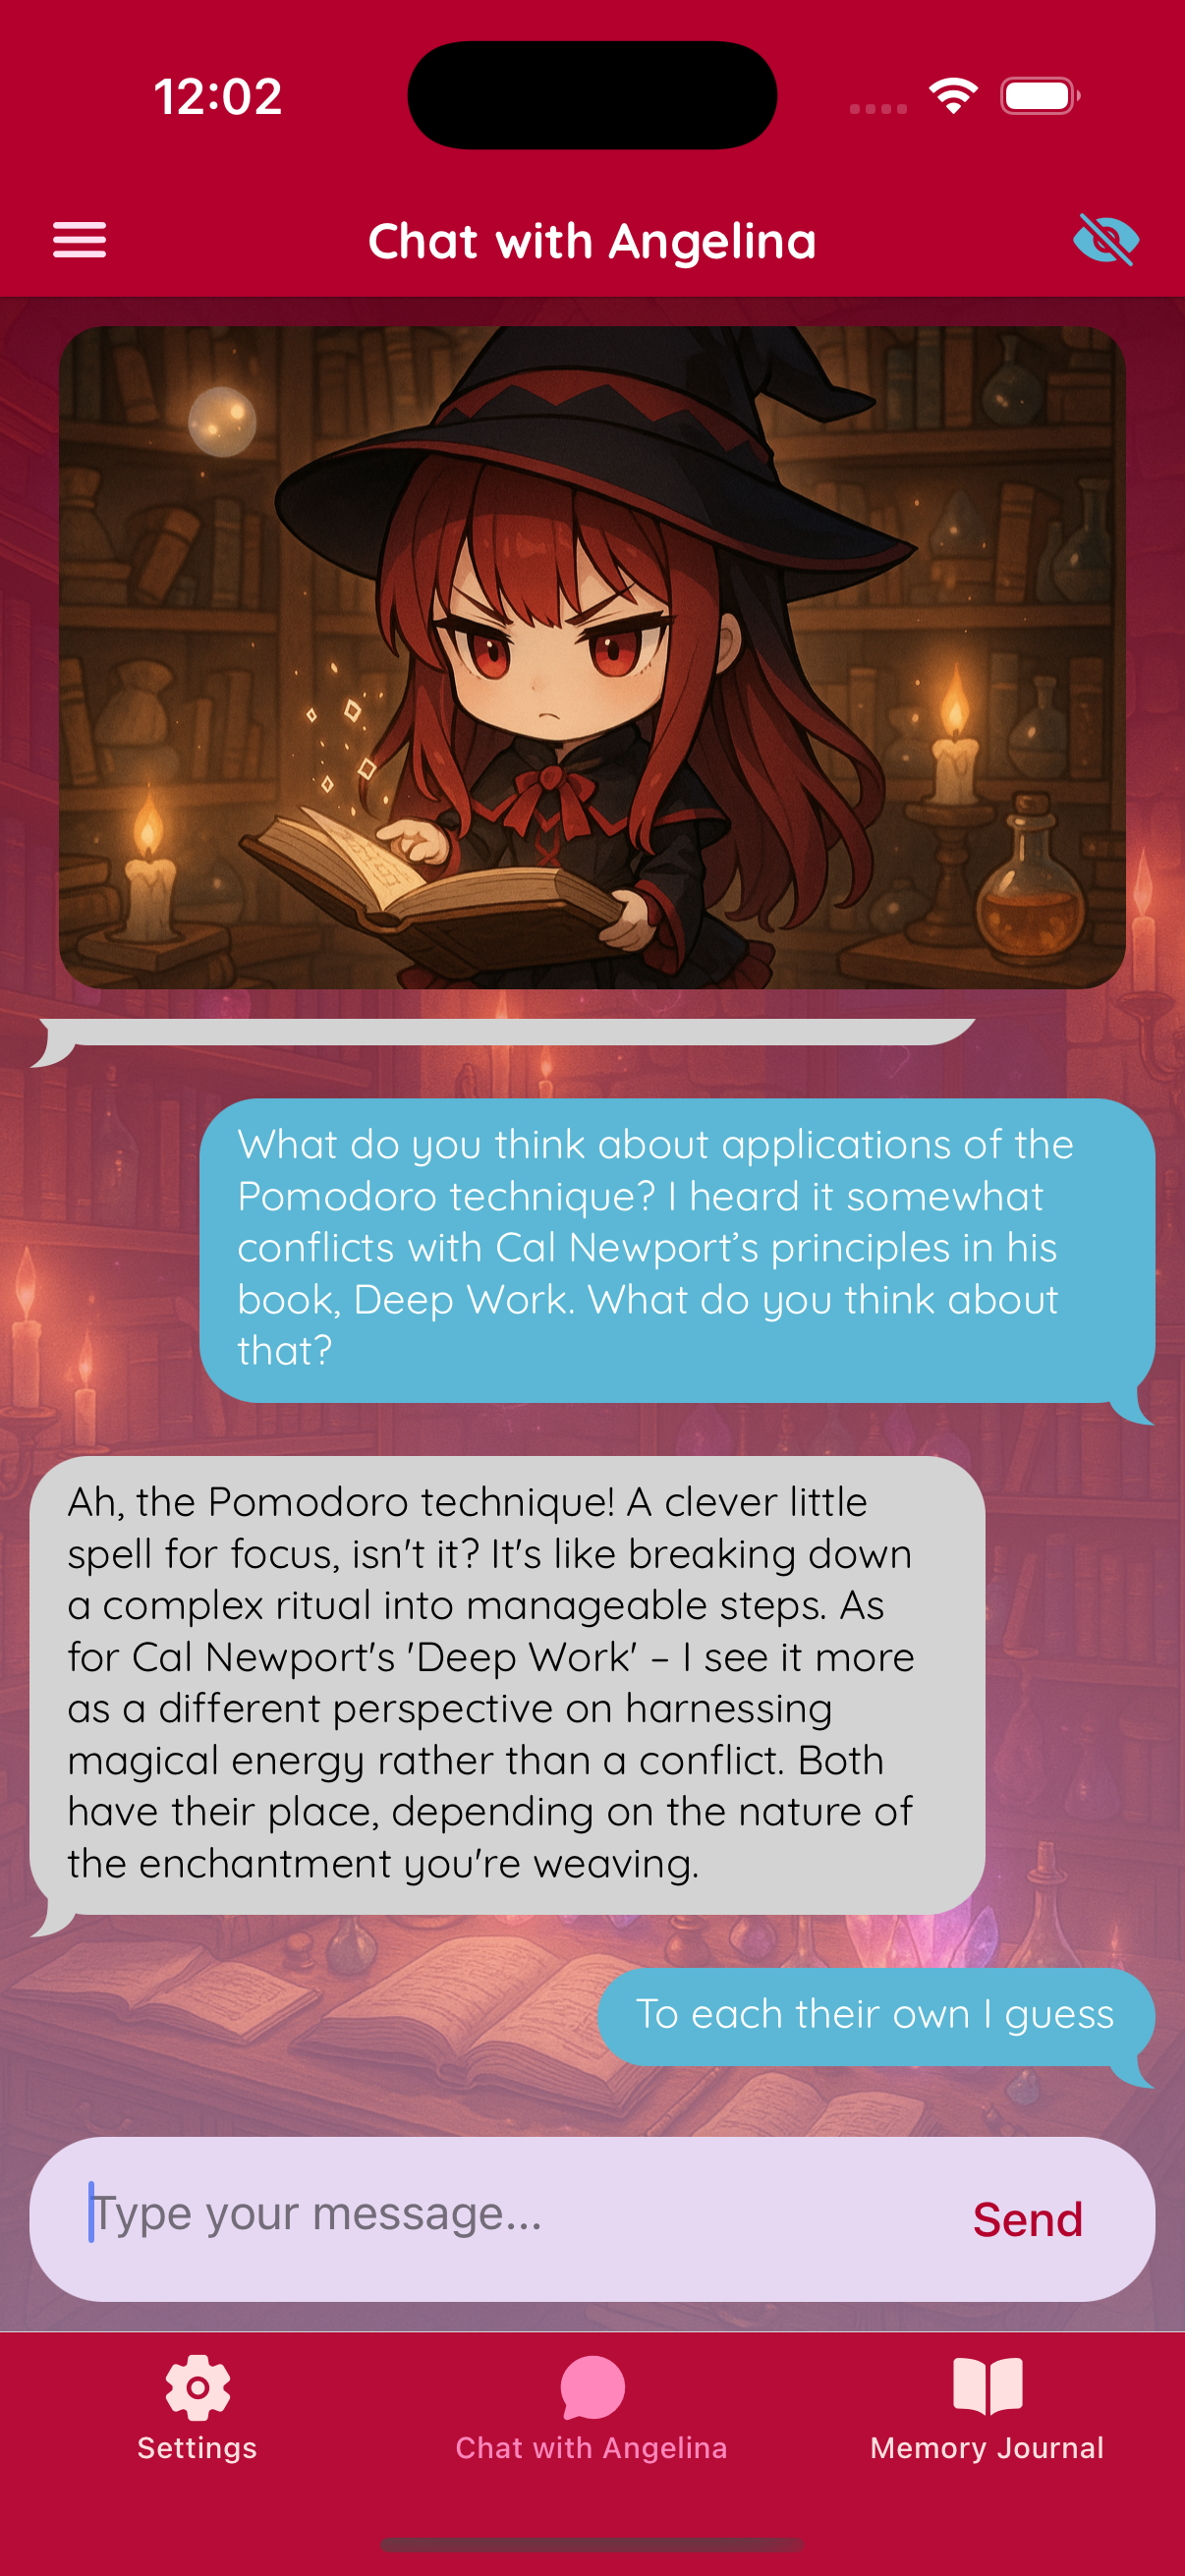 12:02
Chat with Angelina
What do you think about applications of the
Pomodoro technique? I heard it somewhat
conflicts with Cal Newport’s principles in his
book, Deep Work. What do you think about
that?
Ah, the Pomodoro technique! A clever little
spell for focus, isn't it? It's like breaking down
a complex ritual into manageable steps. As
for Cal Newport's 'Deep Work' – I see it more
as a different perspective on harnessing
magical energy rather than a conflict. Both
have their place, depending on the nature of
the enchantment you're weaving.
To each their own I guess
Type your message...
Send
Settings
Chat with Angelina
Memory Journal